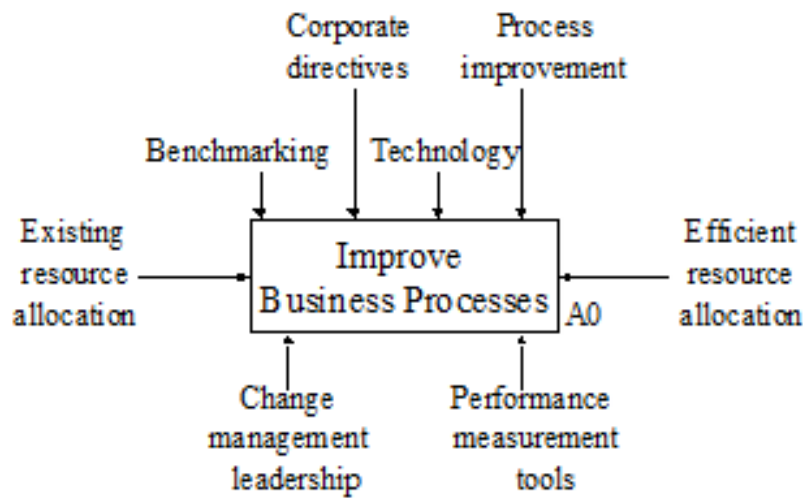 Corporate
directives
Process
improvement
Benchmarking
Technology
Existing
resource
allocation
Improve
Business Processes
A0
Efficient
resource
allocation
Change
management
leadership
Performance
measurement
tools